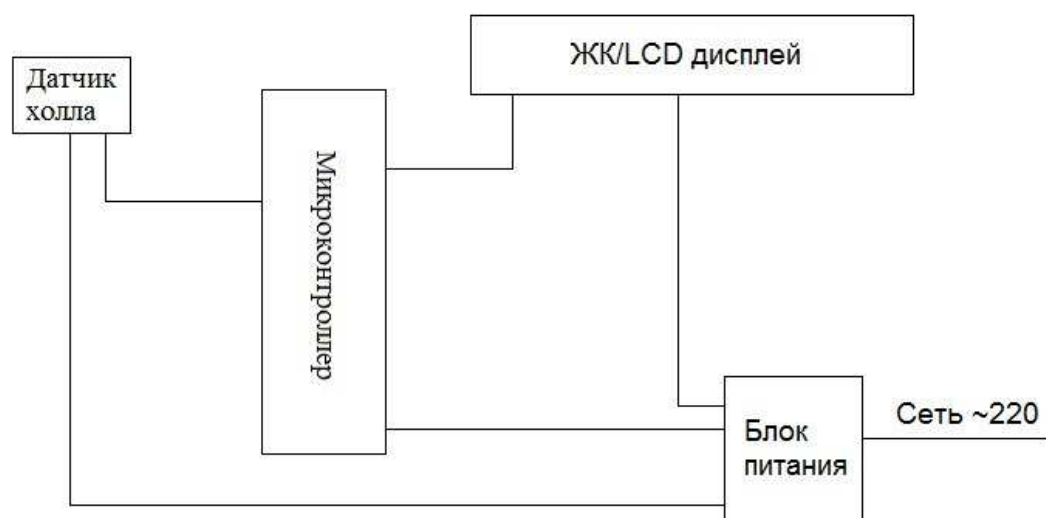 ЖК/LCD дисплей
Датчик
холла
Микроконтроллер
Сеть ~220
Блок
питания